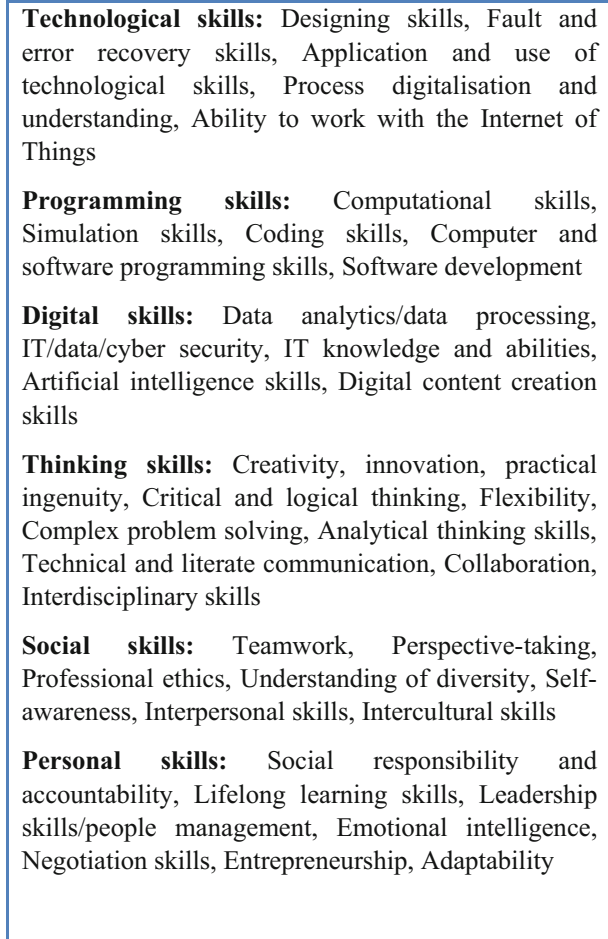 Technological skills: Designing skills, Fault and
error recovery skills, Application and use of
technological skills, Process digitalisation and
understanding, Ability to work with the Internet of
Things
Programming skills: Computational skills,
Simulation skills, Coding skills, Computer and
software programming skills, Software development
Digital skills: Data analytics/data processing,
IT/data/cyber security, IT knowledge and abilities,
Artificial intelligence skills, Digital content creation
skills
Thinking skills: Creativity, innovation, practical
ingenuity, Critical and logical thinking, Flexibility,
Complex problem solving, Analytical thinking skills,
Technical and literate communication, Collaboration,
Interdisciplinary skills
Social skills: Teamwork, Perspective-taking,
Professional ethics, Understanding of diversity, Self-
awareness, Interpersonal skills, Intercultural skills
Personal skills: Social responsibility and
accountability, Lifelong learning skills, Leadership
skills/people management, Emotional intelligence,
Negotiation skills, Entrepreneurship, Adaptability